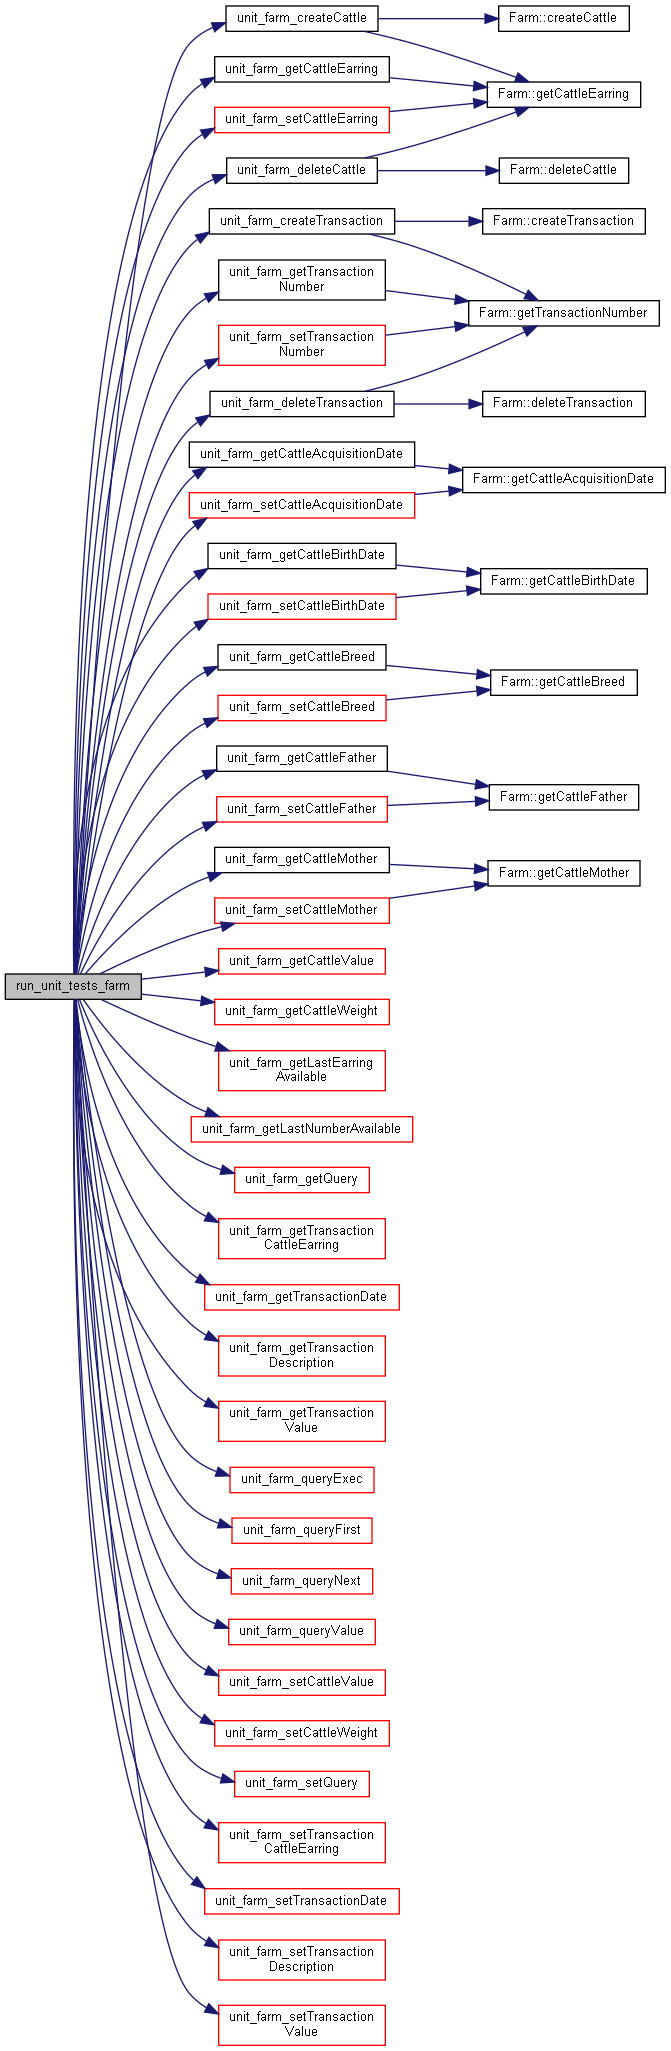 unit_farm_createCattle
Farm::createCattle
unit_farm_getCattleEarring
Farm::getCattleEarring
unit_farm_setCattleEarring
unit_farm_deleteCattle
Farm::deleteCattle
unit_farm_createTransaction
Farm::createTransaction
unit_farm_getTransaction
Number
Farm::getTransactionNumber
unit_farm_setTransaction
Number
unit_farm_deleteTransaction
Farm::deleteTransaction
unit_farm_getCattleAcquisitionDate
Farm::getCattleAcquisitionDate
unit_farm_setCattleAcquisitionDate
unit_farm_getCattleBirthDate
Farm::getCattleBirthDate
unit_farm_setCattleBirthDate
unit_farm_getCattleBreed
Farm::getCattleBreed
unit_farm_setCattleBreed
unit_farm_getCattleFather
Farm::getCattleFather
unit_farm_setCattleFather
unit_farm_getCattleMother
Farm::getCattleMother
unit_farm_setCattleMother
unit_farm_getCattleValue
run_unit_tests_farm
unit_farm_getCattleWeight
unit_farm_getLastEarring
Available
unit_farm_getLastNumberAvailable
unit_farm_getQuery
unit_farm_getTransaction
CattleEarring
unit_farm_getTransactionDate
unit_farm_getTransaction
Description
unit_farm_getTransaction
Value
unit_farm_queryExec
unit_farm_queryFirst
unit_farm_queryNext
unit_farm_queryValue
unit_farm_setCattleValue
unit_farm_setCattleWeight
unit_farm_setQuery
unit_farm_setTransaction
CattleEarring
unit_farm_setTransactionDate
unit_farm_setTransaction
Description
unit_farm_setTransaction
Value